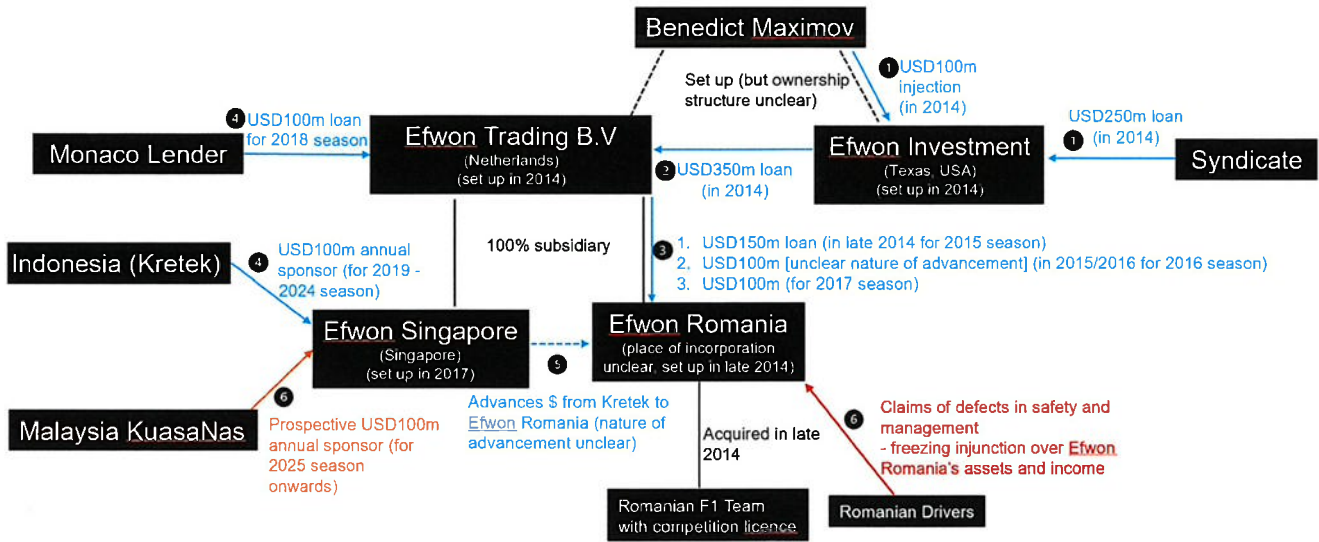 Benedict Maximov
Set up (but ownership
structure unclear)
1 USD100m
injection
(in 2014)
4 USD100m loan
for 2018 season
Monaco Lender
Efwon Trading B.V
(Netherlands)
(set up in 2014)
2 USD350m loan
(in 2014)
Efwon Investment
(Texas, USA)
(set up in 2014)
USD250m loan
1 (in 2014)
Syndicate
100% subsidiary
3
1. USD150m loan (in late 2014 for 2015 season)
2, USD100m [unclear nature of advancement] (in 2015/2016 for 2016 season)
3. USD100m (for 2017 season)
Indonesia (Kretek)
4 USD100m annual
sponsor (for 2019 -
2024 season)
Efwon Singapore
(Singapore)
(set up in 2017)
Efwon Romania
(place of incorporation
unclear, set up in late 2014)
5
Advances $ from Kretek to
Efwon Romania (nature of
advancement unclear)
Malaysia KuasaNas
6
Prospective USD100m
annual sponsor (for
2025 season
onwards)
Acquired in late
2014
6
Claims of defects in safety and
management
- freezing injunction over Efwon
Romania's assets and income
Romanian F1 Team
with competition licence
Romanian Drivers